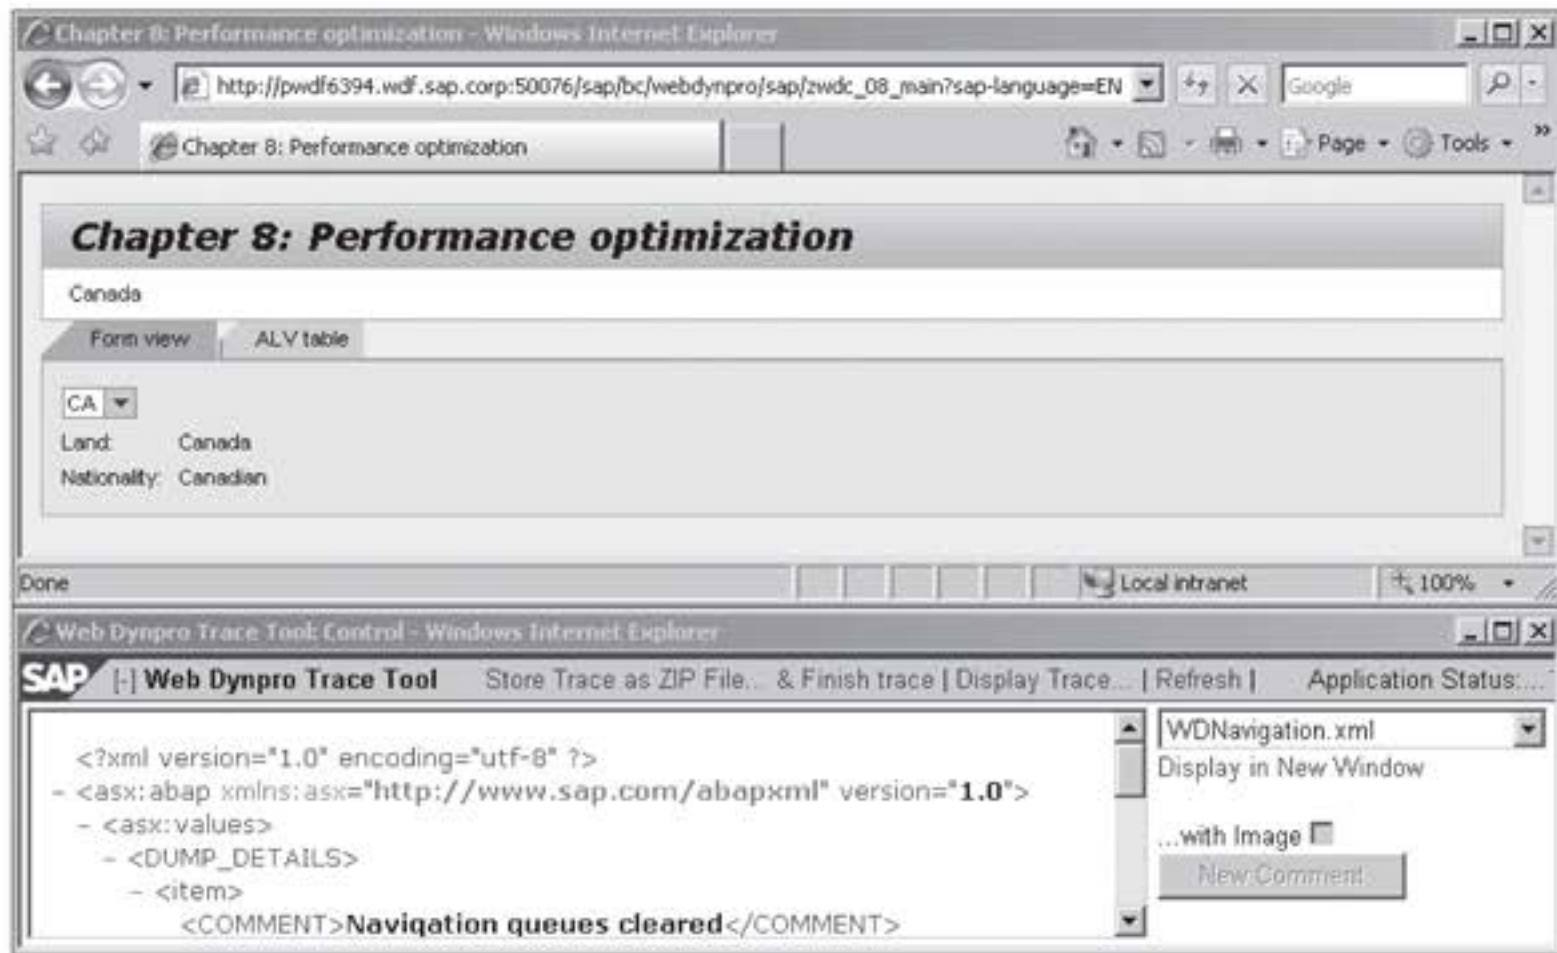 Chapter 8: Performance optimization - Windows Internet Explorer
http://pwdf6394.wdf.sap.corp:50076/sap/bc/webdynpro/sap/zwdc_08_main?sap-language=EN
Google
Chapter 8: Performance optimization
Page
Tools
»
Chapter 8: Performance optimization
Canada
Form view
ALV table
CA
Land: Canada
Nationality: Canadian
Done
Local intranet
100%
Web Dynpro Trace Tool: Control - Windows Internet Explorer
SAP [-] Web Dynpro Trace Tool Store Trace as ZIP File... & Finish trace | Display Trace... | Refresh | Application Status:...
<?xml version="1.0" encoding="utf-8" ?>
- <asx:abap xmlns:asx="http://www.sap.com/abapxml" version="1.0">
- <asx:values>
- <DUMP_DETAILS>
- <item>
<COMMENT>Navigation queues cleared</COMMENT>
WDNavigation.xml
Display in New Window
...with Image
New Comment